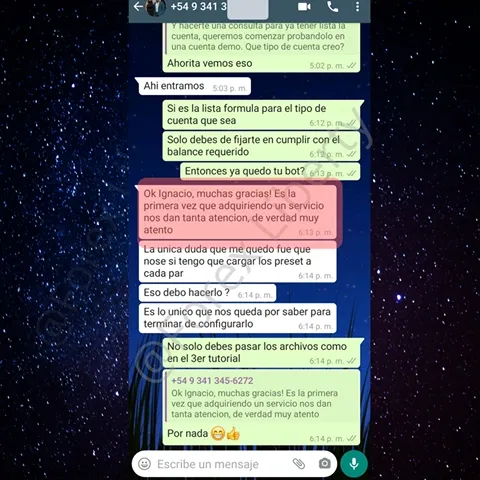 +54 9 341 3
Y hacerte una consulta para ya tener lista la
cuenta, queremos comenzar probandolo en
una cuenta demo. Que tipo de cuenta creo?
Ahorita vemos eso
5:02 p. m.
Ahi entramos
5:03 p. m.
Si es la lista formula para el tipo de
cuenta que sea
6:12 p. m.
Solo debes de fijarte en cumplir con el
balance requerido
6:12 p. m.
Entonces ya quedo tu bot?
6:13 p. m.
Ok Ignacio, muchas gracias! Es la
primera vez que adquiriendo un servicio
nos dan tanta atencion, de verdad muy
atento
6:13 p. m.
La unica duda que me quedo fue que
nose si tengo que cargar los preset a
cada par
6:14 p. m.
Eso debo hacerlo ?
6:14 p. m.
Es lo unico que nos queda por saber para
terminar de configurarlo
6:14 p. m.
No solo debes pasar los archivos como
en el 3er tutorial
6:14 p. m.
+54 9 341 345-6272
Ok Ignacio, muchas gracias! Es la primera
vez que adquiriendo un servicio nos dan
tanta atencion, de verdad muy atento
Por nada 😁👍
6:14 p. m.
Escribe un mensaje
@Forex Liberty